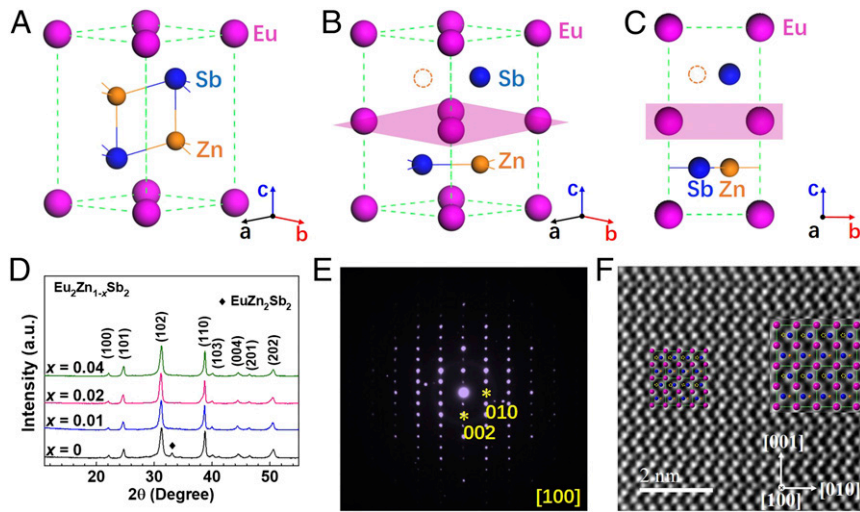 A
Eu
Sb
Zn
c
a
b
B
Eu
Sb
Zn
c
a
b
C
Eu
Sb Zn
c
a
b
D
Eu₂Zn₁₋ₓSb₂
♦ EuZn₂Sb₂
Intensity (a.u.)
(100)
(101)
(102)
(110)
(103)
(004)
(201)
(202)
x = 0.04
x = 0.02
x = 0.01
x = 0
20 30 40 50
2θ (Degree)
E
* 010
* 002
[100]
F
2 nm
[001]
[100]
[010]